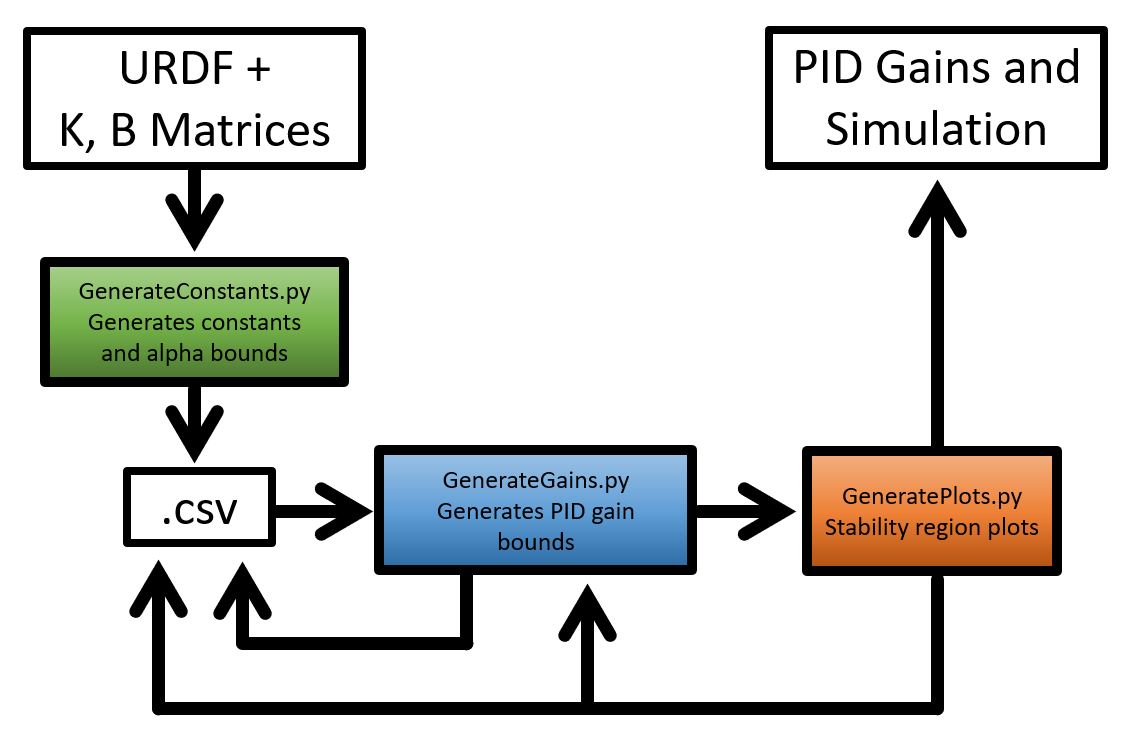 URDF +
K, B Matrices
PID Gains and
Simulation
GenerateConstants.py
Generates constants
and alpha bounds
.csv
GenerateGains.py
Generates PID gain
bounds
GeneratePlots.py
Stability region plots